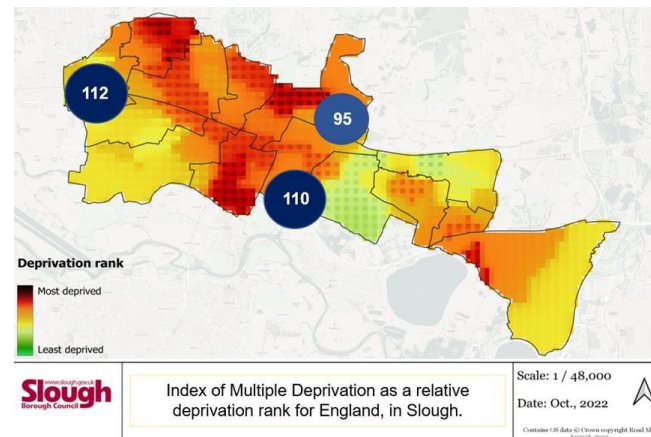 112
95
110
Deprivation rank
Most deprived
Least deprived
www.slough.gov.uk
Slough
Borough Council
Index of Multiple Deprivation as a relative
deprivation rank for England, in Slough.
Scale: 1 / 48,000
Date: Oct., 2022
Contains OS data © Crown copyright Road M